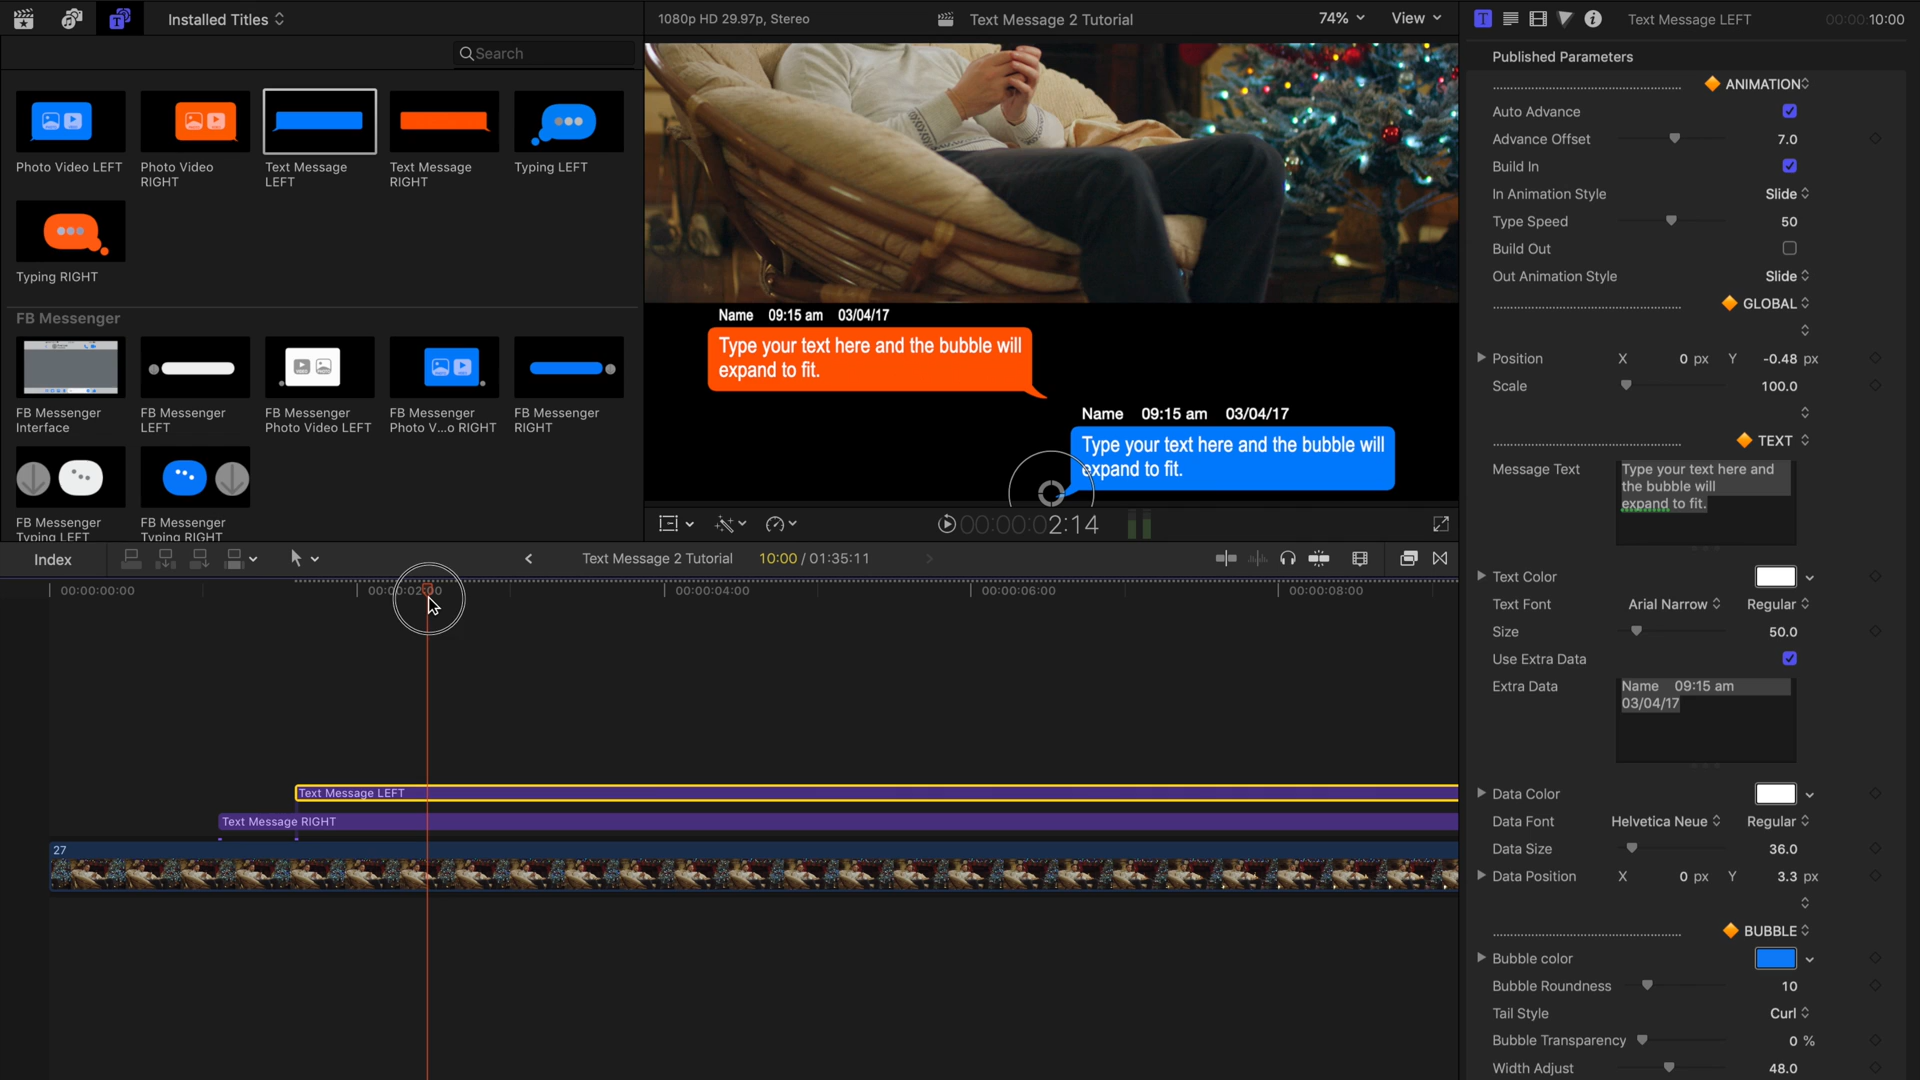 Installed Titles
1080p HD 29.97p, Stereo
Text Message 2 Tutorial
74%
View
Text Message LEFT
00:00:10:00
Search
Photo Video LEFT
Photo Video
RIGHT
Text Message
LEFT
Text Message
RIGHT
Typing LEFT
Typing RIGHT
FB Messenger
FB Messenger
Interface
FB Messenger
LEFT
FB Messenger
Photo Video LEFT
FB Messenger
Photo V...o RIGHT
FB Messenger
RIGHT
FB Messenger
Typing LEFT
FB Messenger
Typing RIGHT
Name 09:15 am 03/04/17
Type your text here and the bubble will
expand to fit.
Name 09:15 am 03/04/17
Type your text here and the bubble will
expand to fit.
00:00:02:14
Index
Text Message 2 Tutorial
10:00 / 01:35:11
00:00:00:00
00:00:02:00
00:00:04:00
00:00:06:00
00:00:08:00
Text Message LEFT
Text Message RIGHT
27
Published Parameters
ANIMATION
Auto Advance
Advance Offset 7.0
Build In
In Animation Style Slide
Type Speed 50
Build Out
Out Animation Style Slide
GLOBAL
Position X 0 px Y -0.48 px
Scale 100.0
TEXT
Message Text
Type your text here and
the bubble will
expand to fit.
Text Color
Text Font Arial Narrow Regular
Size 50.0
Use Extra Data
Extra Data
Name 09:15 am
03/04/17
Data Color
Data Font Helvetica Neue Regular
Data Size 36.0
Data Position X 0 px Y 3.3 px
BUBBLE
Bubble color
Bubble Roundness 10
Tail Style Curl
Bubble Transparency 0 %
Width Adjust 48.0